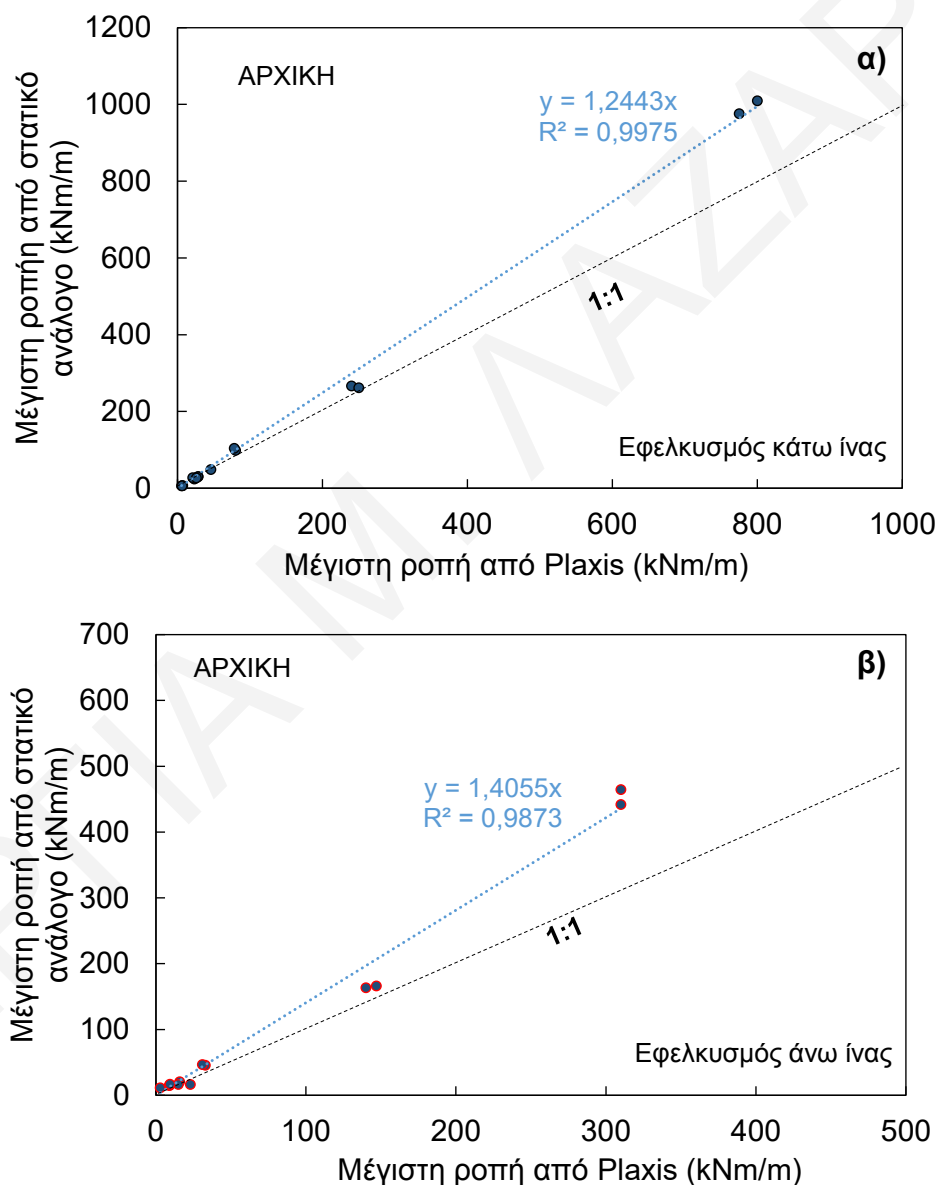 ΑΡΧΙΚΗ
α)
y = 1,2443x
R² = 0,9975
1:1
Εφελκυσμός κάτω ίνας
Μέγιστη ροπήη από στατικό
ανάλογο (kNm/m)
1200
1000
800
600
400
200
0
0 200 400 600 800 1000
Μέγιστη ροπή από Plaxis (kNm/m)
ΑΡΧΙΚΗ
β)
y = 1,4055x
R² = 0,9873
1:1
Εφελκυσμός άνω ίνας
Μέγιστη ροπή από στατικό
ανάλογο (kNm/m)
700
600
500
400
300
200
100
0
0 100 200 300 400 500
Μέγιστη ροπή από Plaxis (kNm/m)